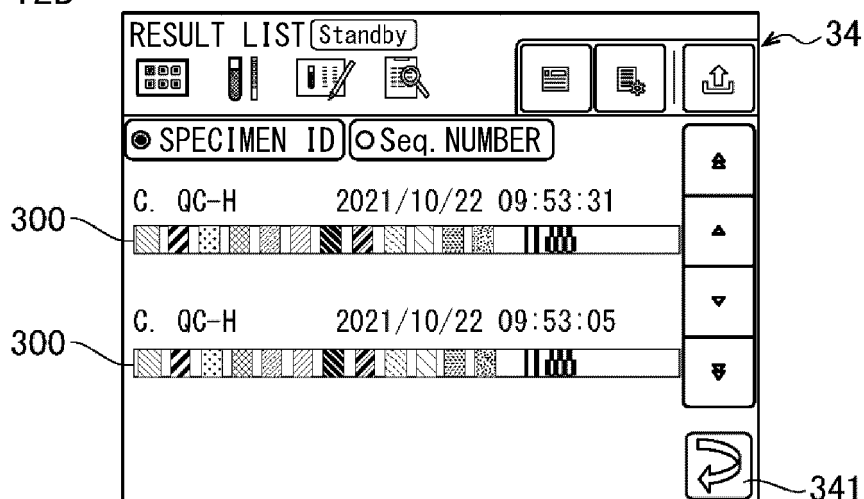 RESULT LIST Standby
34
SPECIMEN ID Seq. NUMBER
C. QC-H 2021/10/22 09:53:31
300
C. QC-H 2021/10/22 09:53:05
300
341